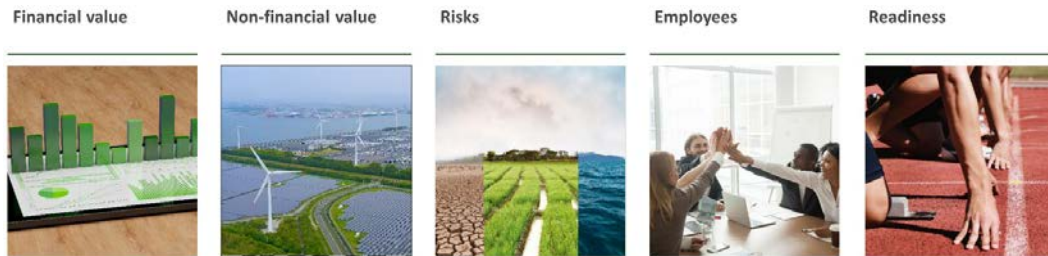 Financial value
Non-financial value
Risks
Employees
Readiness